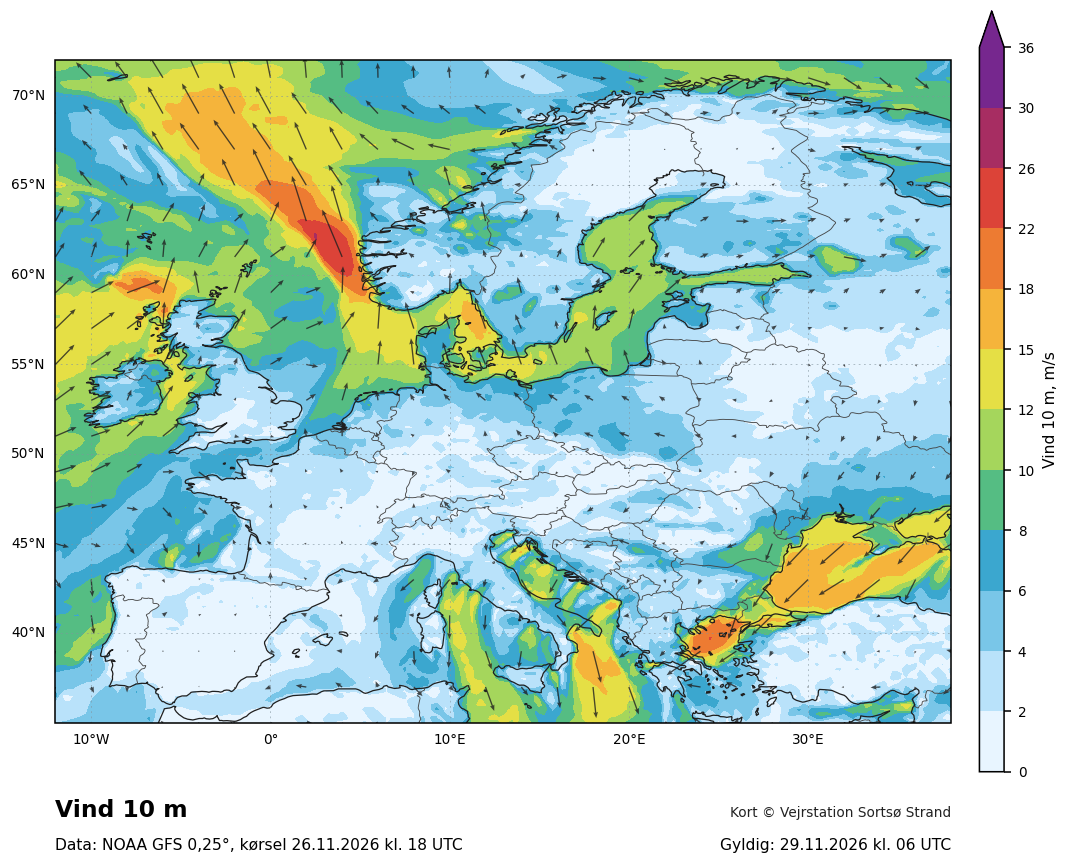 36
30
26
22
18
15
12
10
8
6
4
2
0
Vind 10 m, m/s
70°N
65°N
60°N
55°N
50°N
45°N
40°N
10°W
0°
10°E
20°E
30°E
Vind 10 m
Kort © Vejrstation Sortsø Strand
Data: NOAA GFS 0,25°, kørsel 26.11.2026 kl. 18 UTC
Gyldig: 29.11.2026 kl. 06 UTC